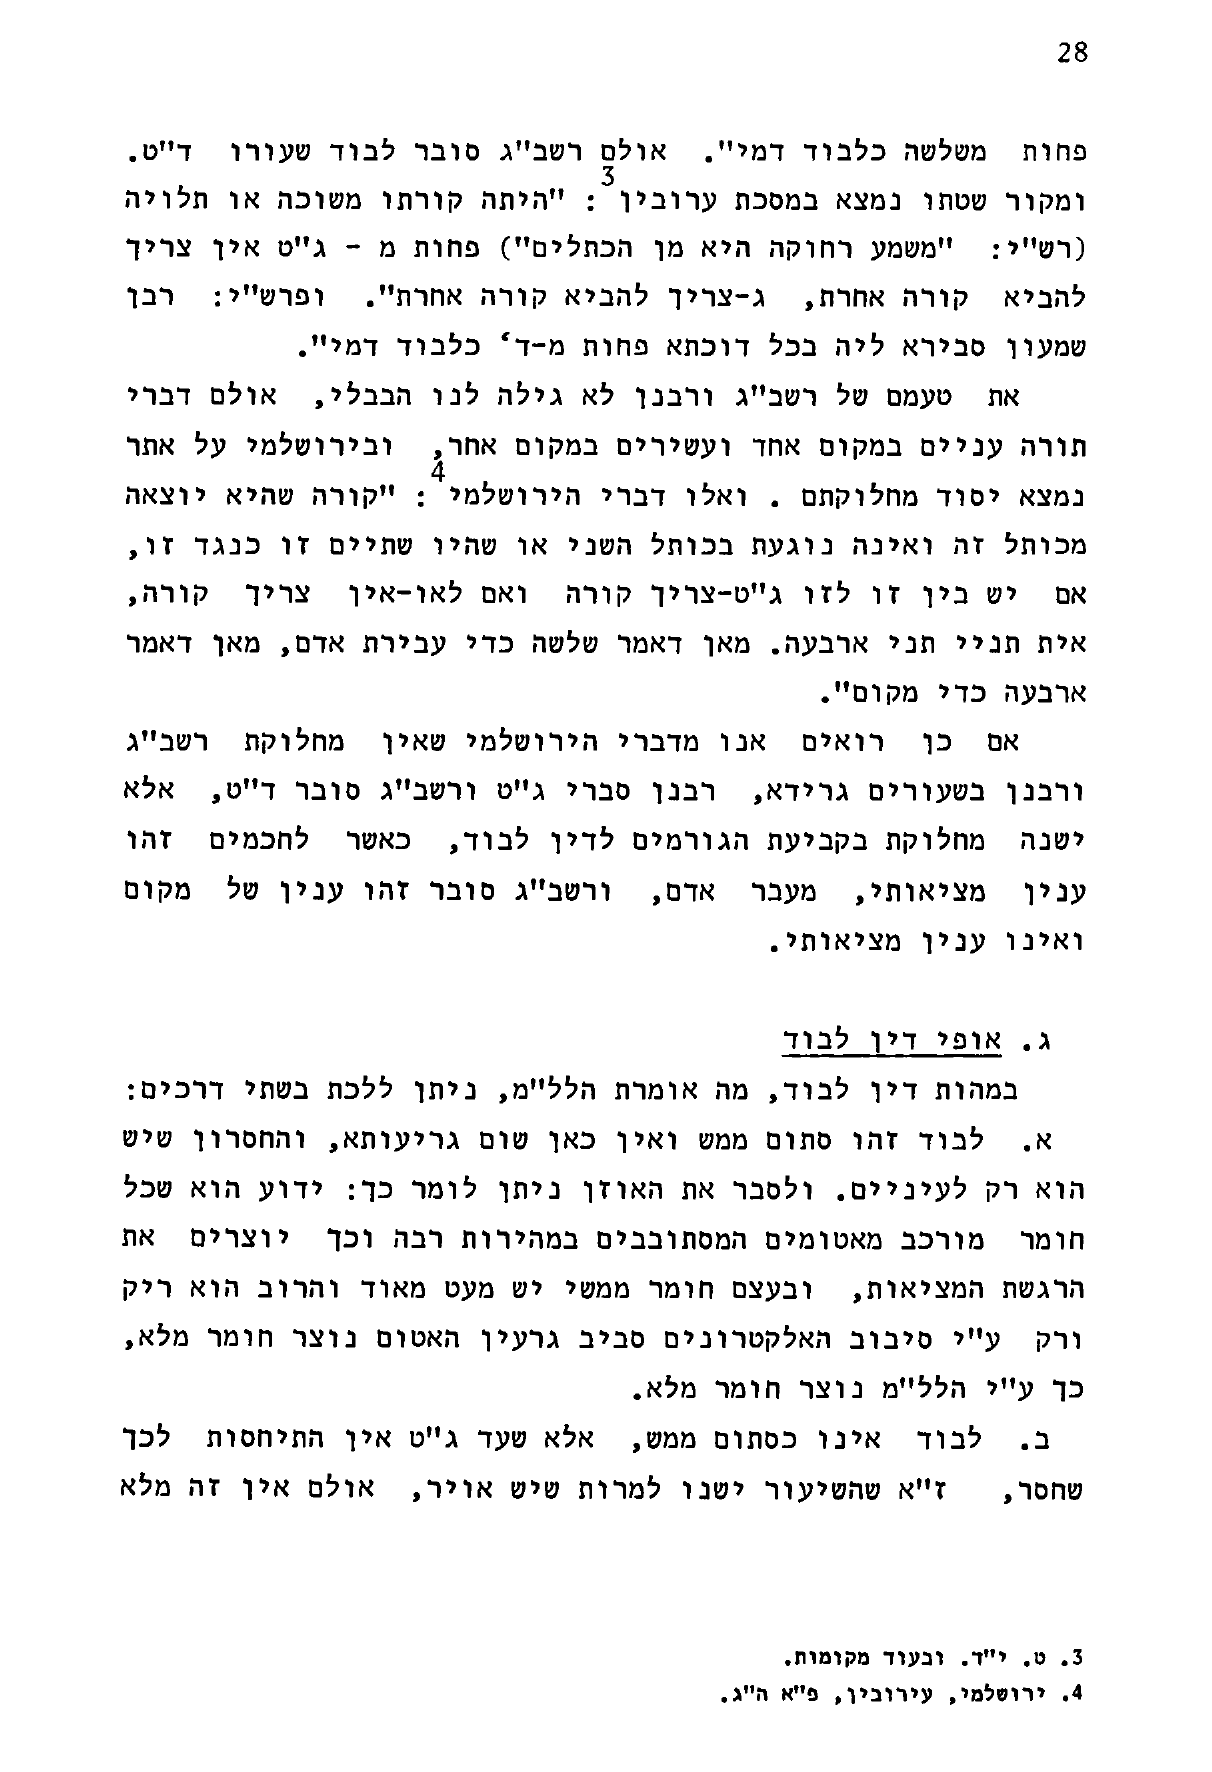 28
פחות משלשה כלבוד דמי". אולם רשב"ג סובר לבוד שעורו ד"ט.
ומקור שטתו נמצא במסכת ערובין3: "היתה קורתו משוכה או תלויה
(רש"י: "משמע רחוקה היא מן הכתלים") פחות מ - ג"ט אין צריך
להביא קורה אחרת, ג-צריך להביא קורה אחרת". ופרש"י: רבן
שמעון סבירא ליה בכל דוכתא פחות מ-ד' כלבוד דמי".
את טעמם של רשב"ג ורבנן לא גילה לנו הבבלי, אולם דברי
תורה עניים במקום אחד ועשירים במקום אחר, ובירושלמי על אתר
נמצא יסוד מחלוקתם . ואלו דברי הירושלמי4: "קורה שהיא יוצאה
מכותל זה ואינה נוגעת בכותל השני או שהיו שתיים זו כנגד זו,
אם יש בין זו לזו ג"ט-צריך קורה ואם לאו-אין צריך קורה,
אית תניי תני ארבעה. מאן דאמר שלשה כדי עבירת אדם, מאן דאמר
ארבעה כדי מקום".
אם כן רואים אנו מדברי הירושלמי שאין מחלוקת רשב"ג
ורבנן בשעורים גרידא, רבנן סברי ג"ט ורשב"ג סובר ד"ט, אלא
ישנה מחלוקת בקביעת הגורמים לדין לבוד, כאשר לחכמים זהו
ענין מציאותי, מעבר אדם, ורשב"ג סובר זהו ענין של מקום
ואינו ענין מציאותי.
ג. אופי דין לבוד
במהות דין לבוד, מה אומרת הלל"מ, ניתן ללכת בשתי דרכים:
א. לבוד זהו סתום ממש ואין כאן שום גריעותא, והחסרון שיש
הוא רק לעיניים. ולסבר את האוזן ניתן לומר כך: ידוע הוא שכל
חומר מורכב מאטומים המסתובבים במהירות רבה וכך יוצרים את
הרגשת המציאות, ובעצם חומר ממשי יש מעט מאוד והרוב הוא ריק
ורק ע"י סיבוב האלקטרונים סביב גרעין האטום נוצר חומר מלא,
כך ע"י הלל"מ נוצר חומר מלא.
ב. לבוד אינו כסתום ממש, אלא שעד ג"ט אין התיחסות לכך
שחסר, ז"א שהשיעור ישנו למרות שיש אויר, אולם אין זה מלא
3. ט. י"ד. ובעוד מקומות.
4. ירושלמי, עירובין, פ"א ה"ג.